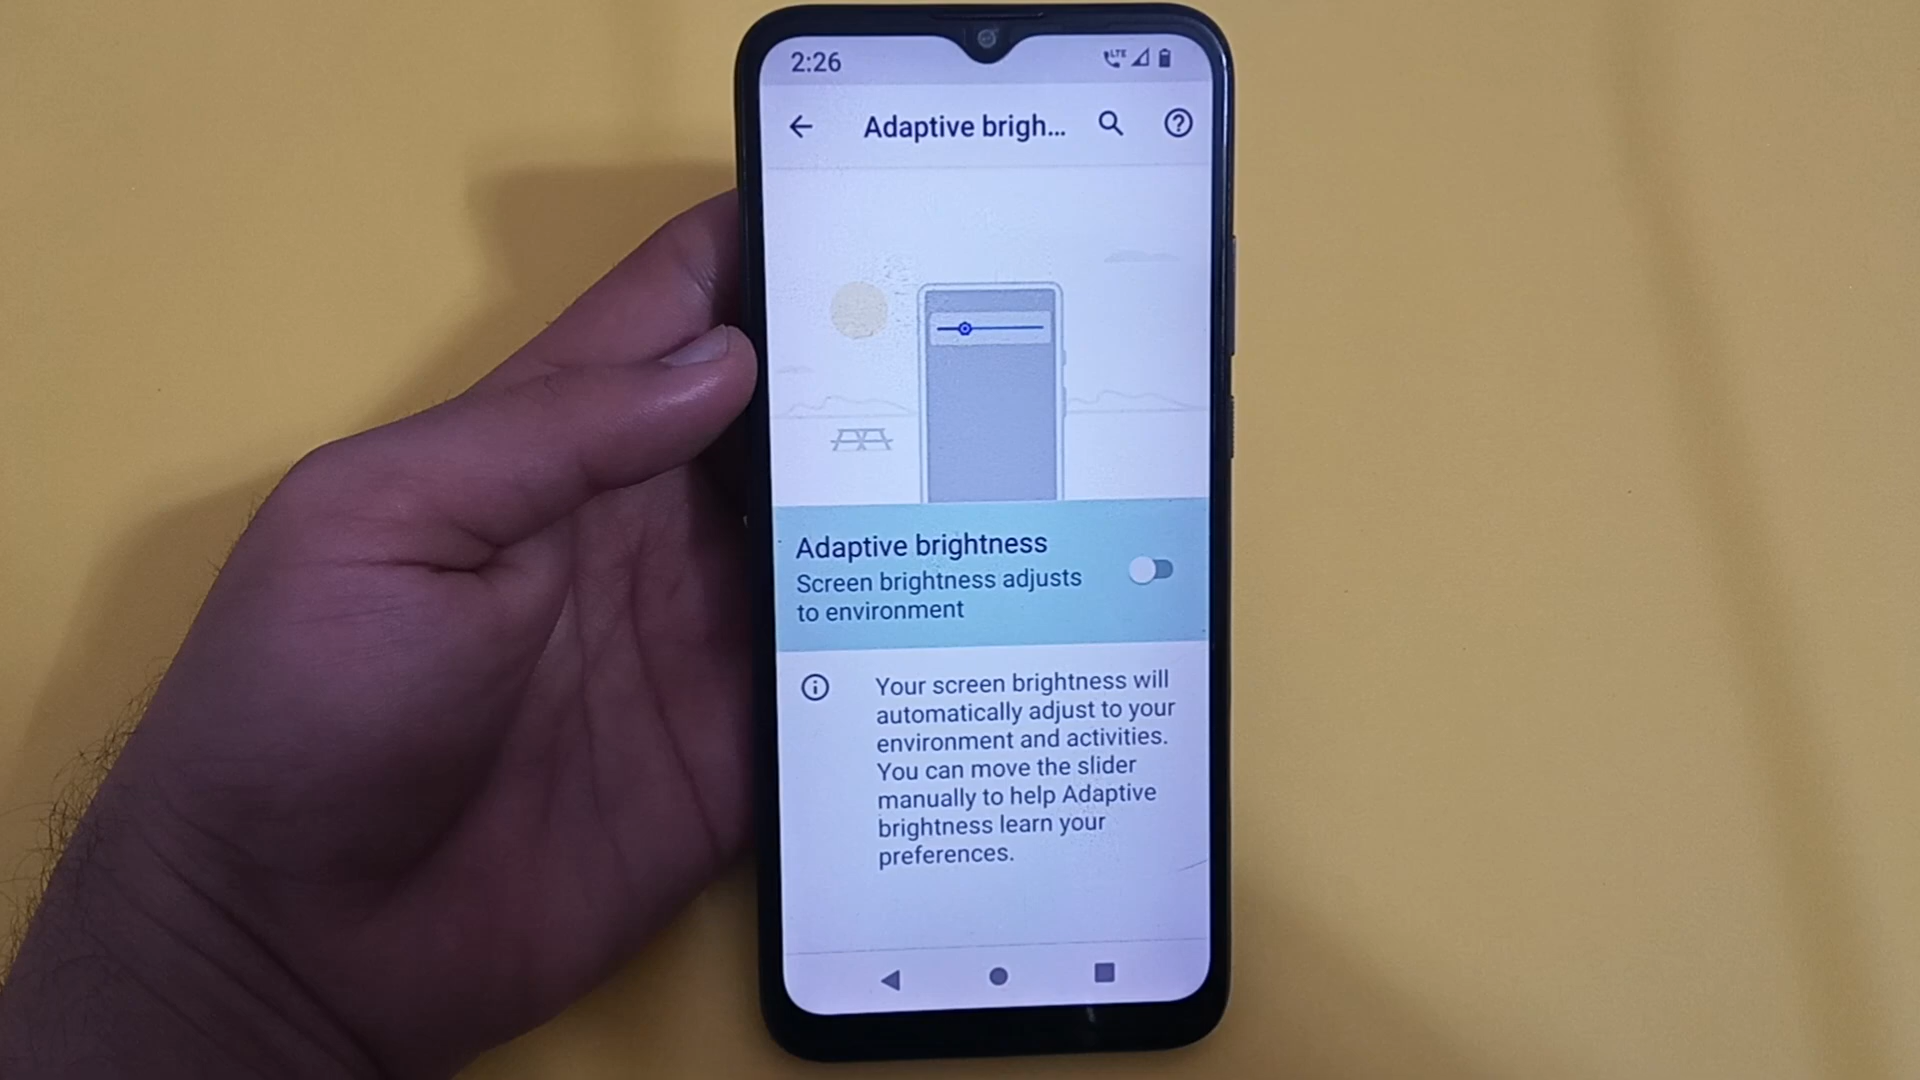 2:26
LTE
Adaptive brigh...
Adaptive brightness
Screen brightness adjusts
to environment
Your screen brightness will
automatically adjust to your
environment and activities.
You can move the slider
manually to help Adaptive
brightness learn your
preferences.